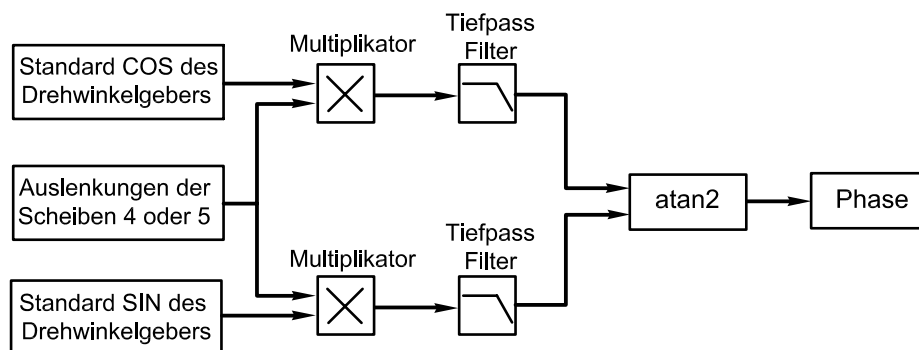 Multiplikator
Tiefpass
Filter
Standard COS des
Drehwinkelgebers
Auslenkungen der
Scheiben 4 oder 5
atan2
Phase
Multiplikator
Tiefpass
Filter
Standard SIN des
Drehwinkelgebers